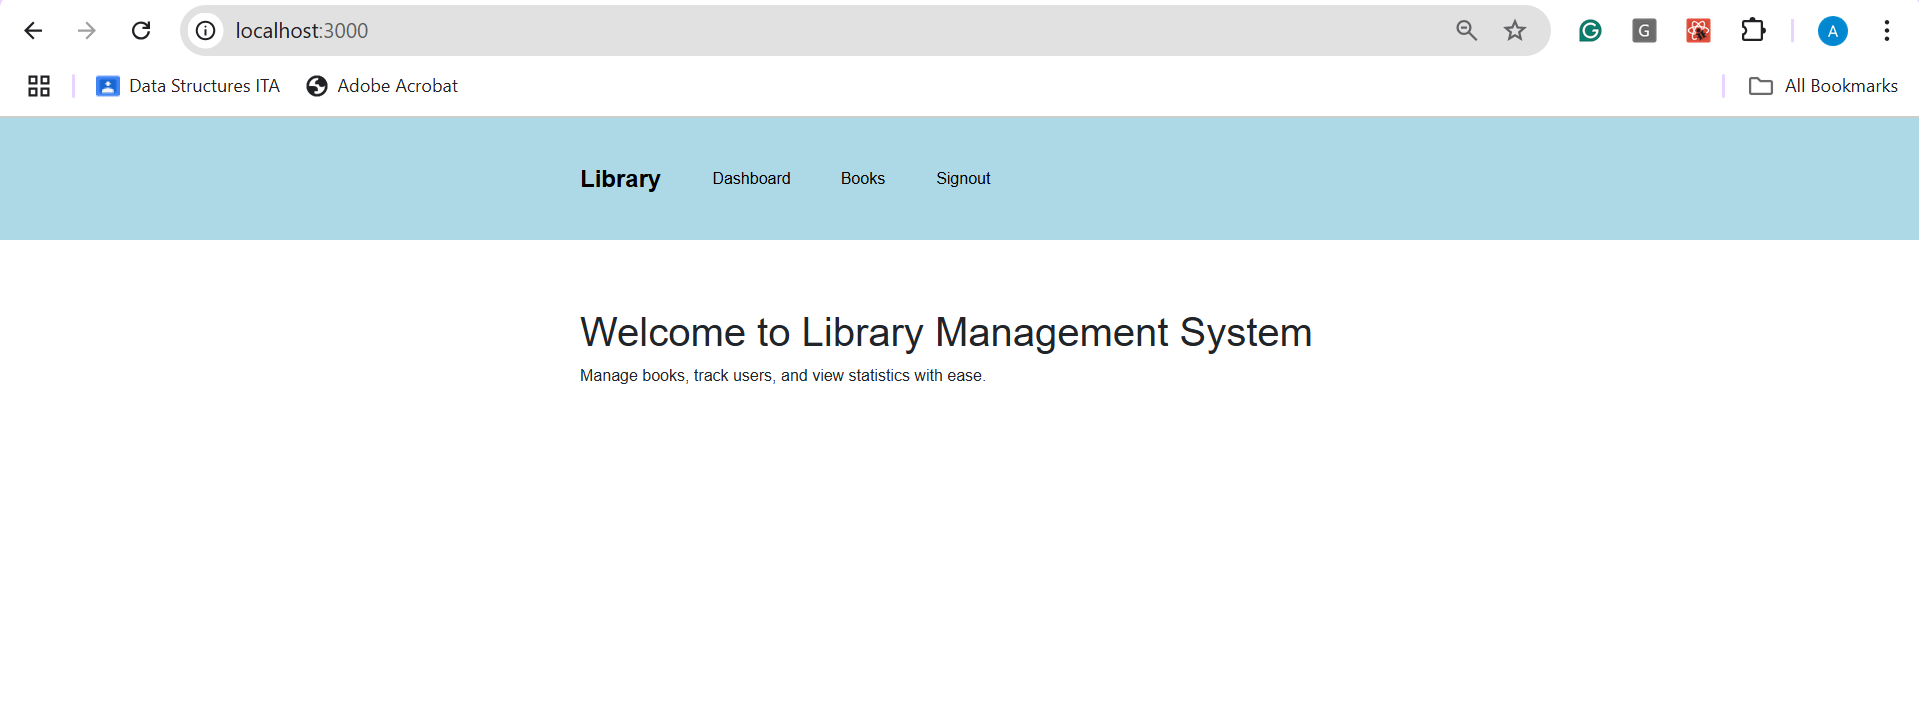 localhost:3000
G
G
A
Data Structures ITA
Adobe Acrobat
All Bookmarks
Library
Dashboard
Books
Signout
Welcome to Library Management System
Manage books, track users, and view statistics with ease.